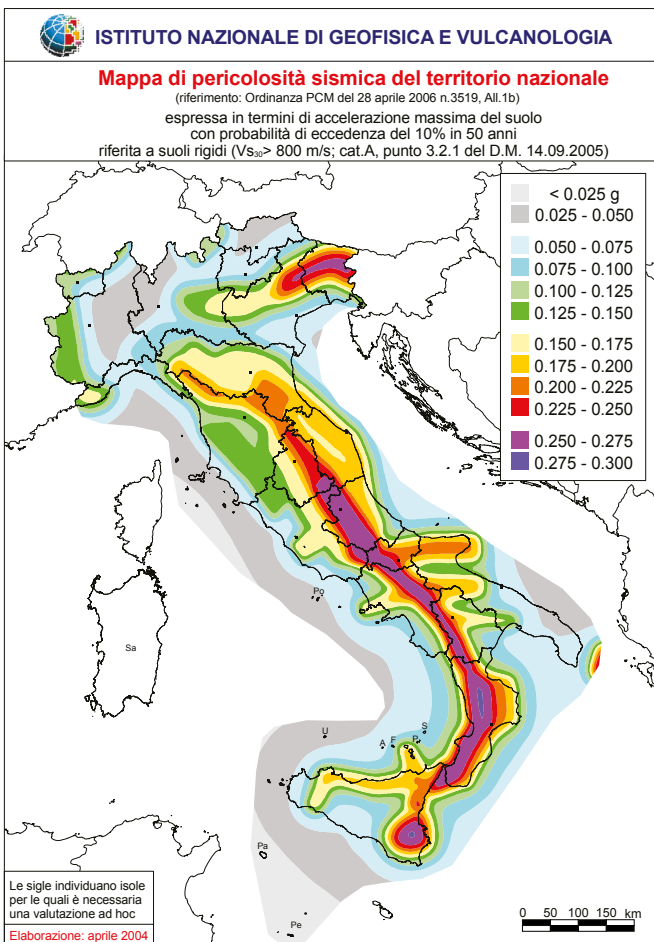 ISTITUTO NAZIONALE DI GEOFISICA E VULCANOLOGIA
Mappa di pericolosità sismica del territorio nazionale
(riferimento: Ordinanza PCM del 28 aprile 2006 n.3519, All.1b)
espressa in termini di accelerazione massima del suolo
con probabilità di eccedenza del 10% in 50 anni
riferita a suoli rigidi (Vs30> 800 m/s; cat.A, punto 3.2.1 del D.M. 14.09.2005)
< 0.025 g
0.025 - 0.050
0.050 - 0.075
0.075 - 0.100
0.100 - 0.125
0.125 - 0.150
0.150 - 0.175
0.175 - 0.200
0.200 - 0.225
0.225 - 0.250
0.250 - 0.275
0.275 - 0.300
Po
Sa
U
S
A F P
Pa
Pe
Le sigle individuano isole
per le quali è necessaria
una valutazione ad hoc
Elaborazione: aprile 2004
0 50 100 150 km